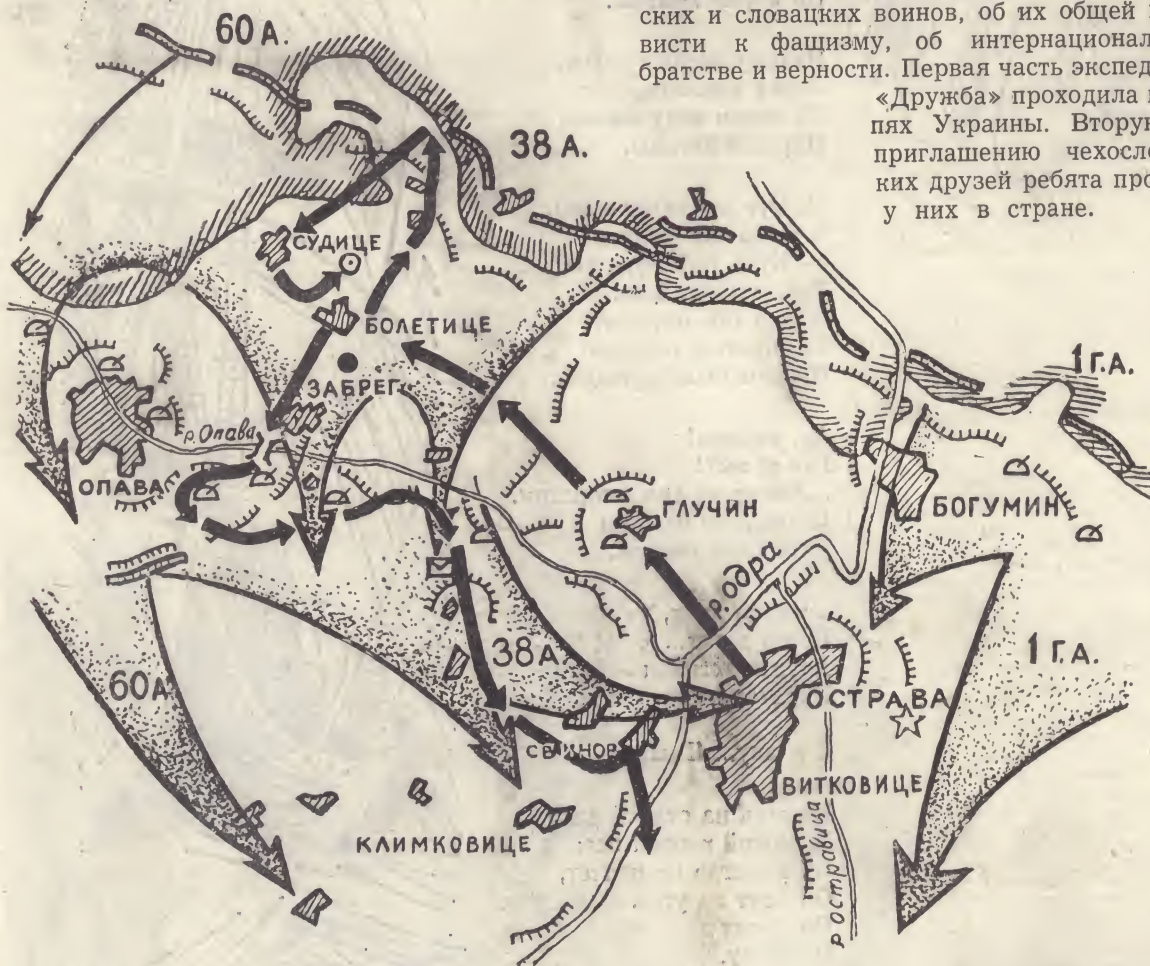 ских и словацких воинов, об их общей
висти к фашизму, об интернационал
братстве и верности. Первая часть экспед
«Дружба» проходила
пях Украины. Вторую
приглашению чехосло
ких друзей ребята про
у них в стране.
60 А.
38 А.
1 Г.А.
СУДИЦЕ
БОЛЕТИЦЕ
ЗАБРЕГ
р. Опава
ОПАВА
ГЛУЧИН
БОГУМИН
р. одра
60 А
38 А.
1 Г.А.
ОСТРАВА
СВИНОВ
ВИТКОВИЦЕ
КЛИМКОВИЦЕ
р. островица